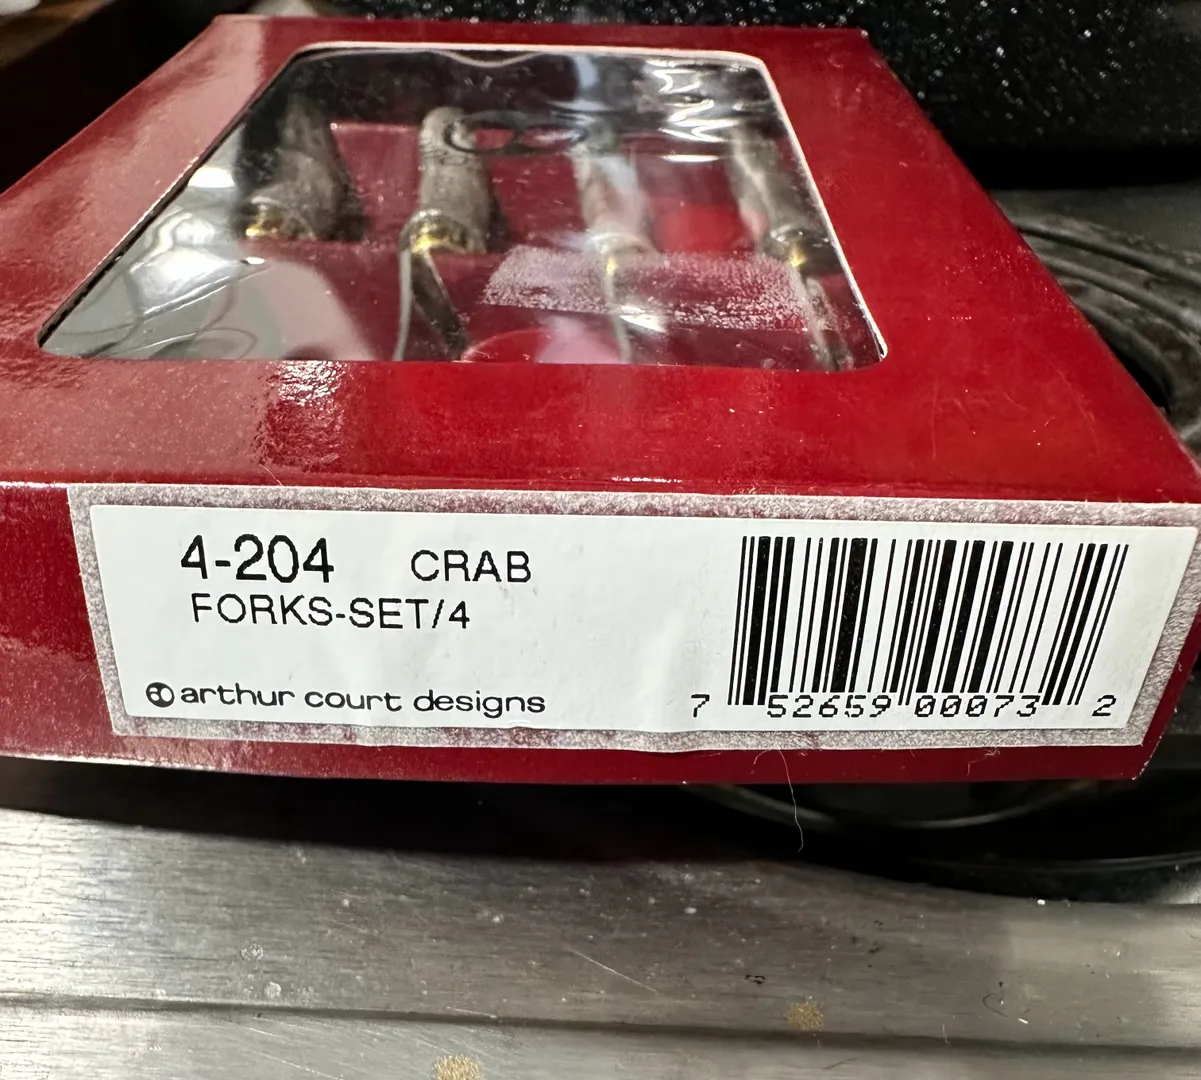 4-204 CRAB
FORKS-SET/4
arthur court designs
7 52659 00073 2